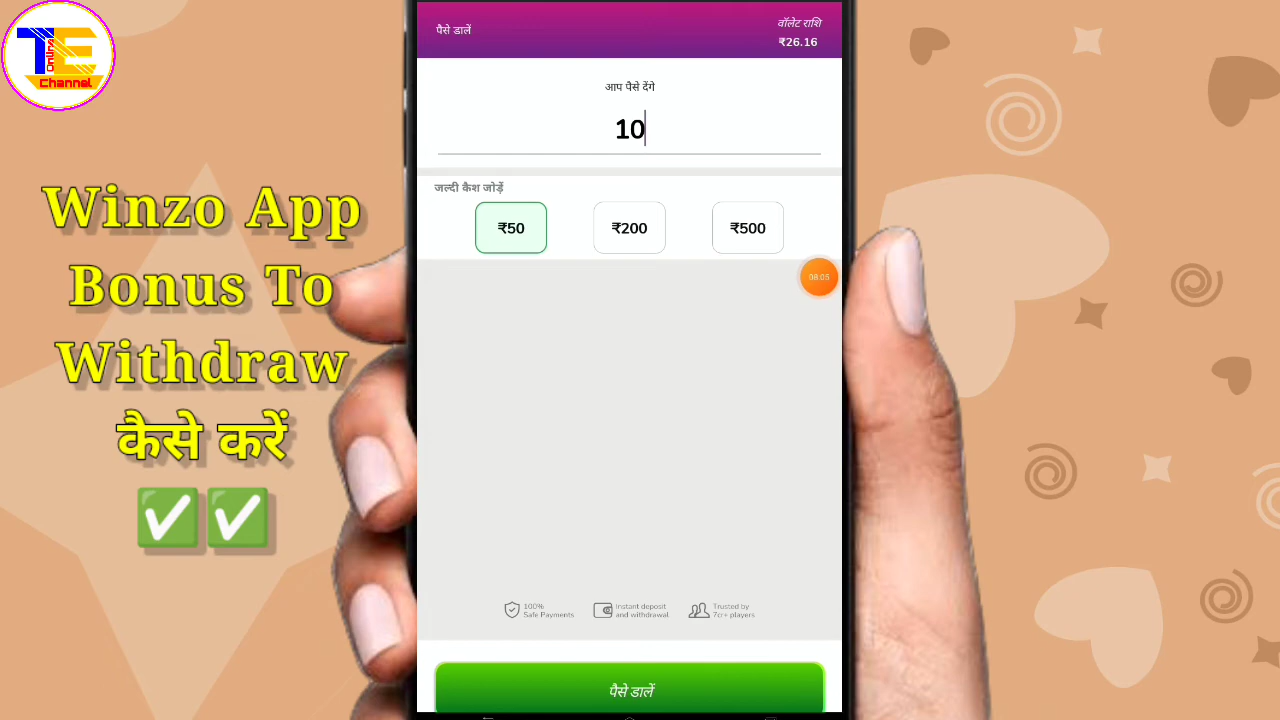 TE
Online
Channel
Winzo App
Bonus To
Withdraw
कैसे करें
पैसे डालें
वॉलेट राशि
₹26.16
आप पैसे देंगे
10
जल्दी कैश जोड़ें
₹50
₹200
₹500
08:05
100%
Safe Payments
Instant deposit
and withdrawal
Trusted by
7cr+ players
पैसे डालें